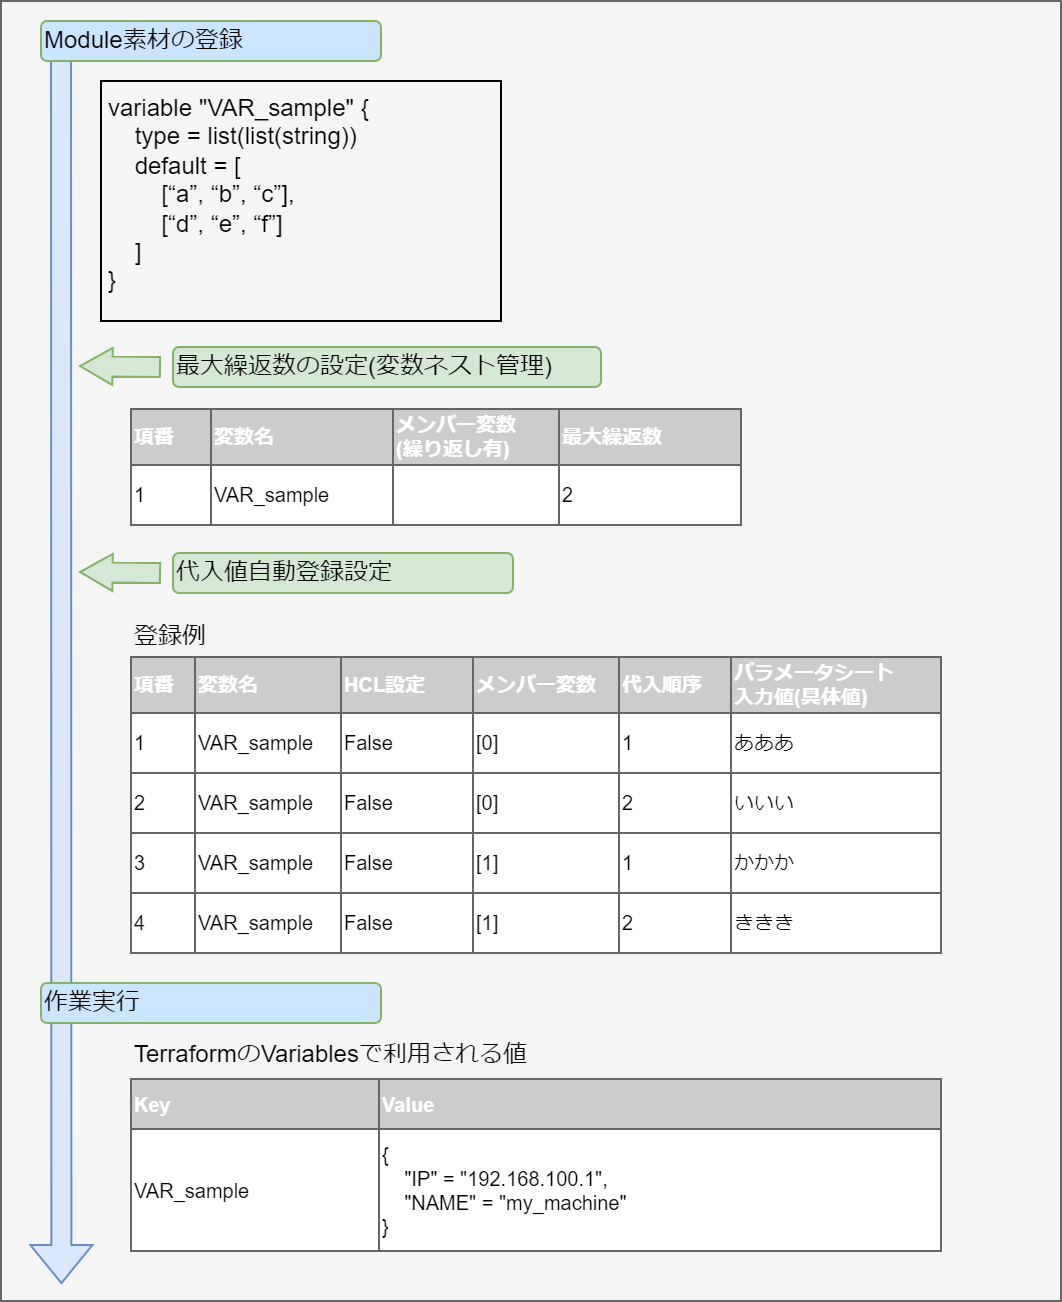 Module素材の登録
variable "VAR_sample" {
type = list(list(string))
default = [
[“a”, “b”, “c”],
[“d”, “e”, “f”]
]
}
最大繰返数の設定(変数ネスト管理)
項番 変数名 メンバー変数(繰り返し有) 最大繰返数
1 VAR_sample 2
代入値自動登録設定
登録例
項番 変数名 HCL設定 メンバー変数 代入順序 パラメータシート入力値(具体値)
1 VAR_sample False [0] 1 あああ
2 VAR_sample False [0] 2 いいい
3 VAR_sample False [1] 1 かかか
4 VAR_sample False [1] 2 ききき
作業実行
TerraformのVariablesで利用される値
Key Value
VAR_sample
{
"IP" = "192.168.100.1",
"NAME" = "my_machine"
}